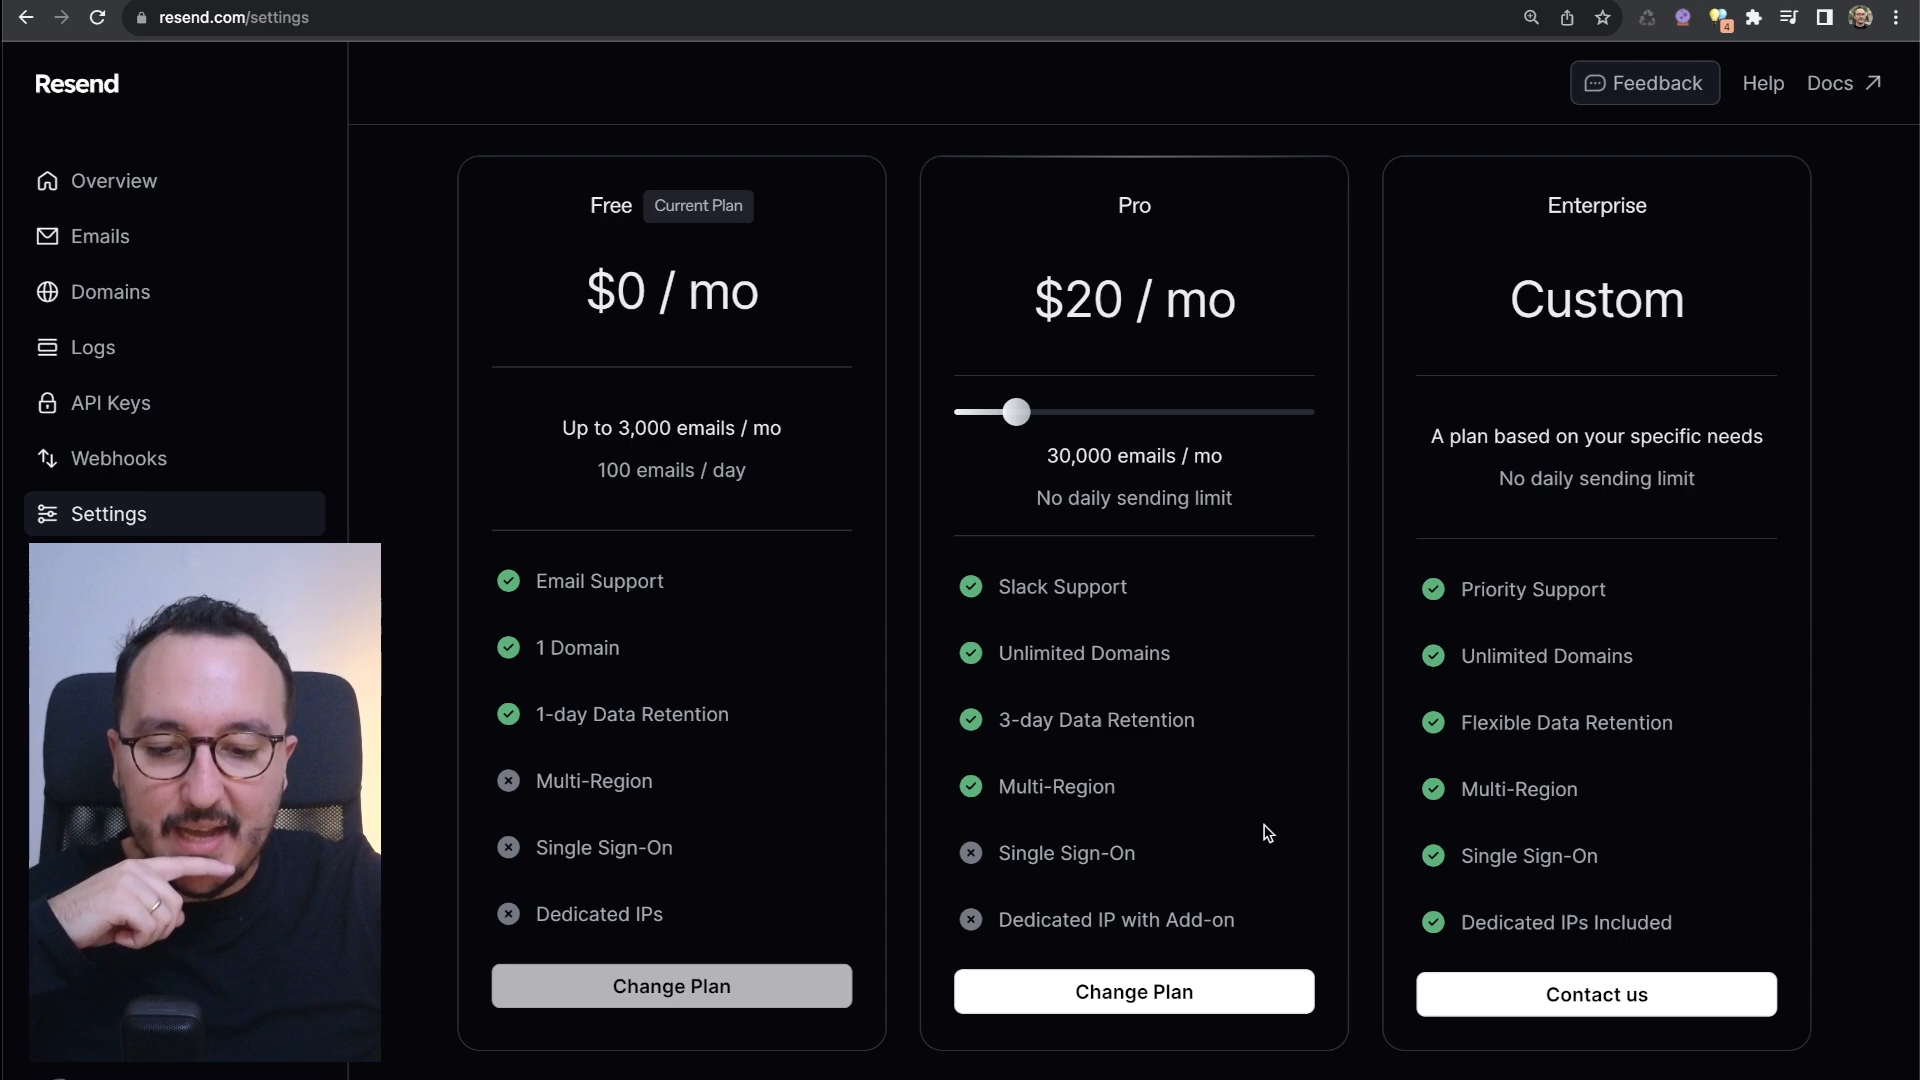 resend.com/settings
4
Resend
Feedback
Help
Docs
Overview
Emails
Domains
Logs
API Keys
Webhooks
Settings
Free
Current Plan
$0 / mo
Up to 3,000 emails / mo
100 emails / day
Email Support
1 Domain
1-day Data Retention
Multi-Region
Single Sign-On
Dedicated IPs
Change Plan
Pro
$20 / mo
30,000 emails / mo
No daily sending limit
Slack Support
Unlimited Domains
3-day Data Retention
Multi-Region
Single Sign-On
Dedicated IP with Add-on
Change Plan
Enterprise
Custom
A plan based on your specific needs
No daily sending limit
Priority Support
Unlimited Domains
Flexible Data Retention
Multi-Region
Single Sign-On
Dedicated IPs Included
Contact us